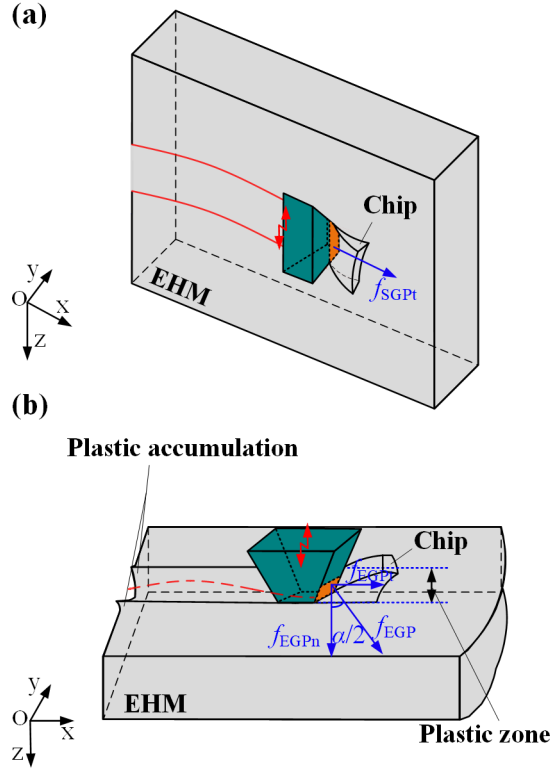 (a)
Chip
f_SGPt
EHM
y
O
x
z
(b)
Plastic accumulation
Chip
f_EGPt
f_EGPn
α/2
f_EGP
y
O
x
z
EHM
Plastic zone